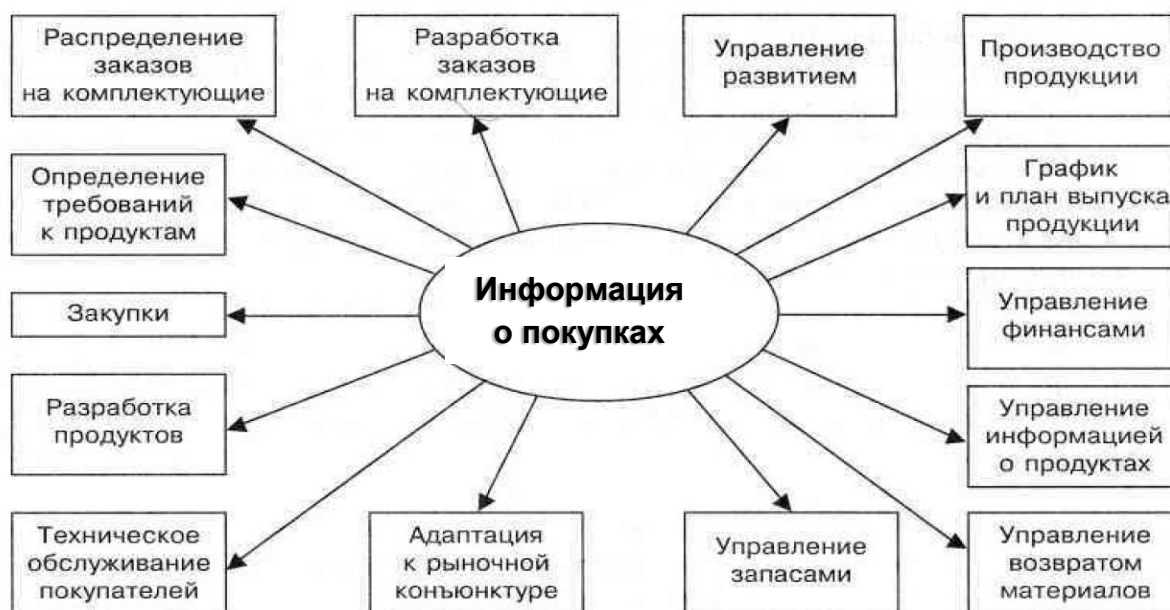 Распределение
заказов
на комплектующие
Разработка
заказов
на комплектующие
Управление
развитием
Производство
продукции
Определение
требований
к продуктам
График
и план выпуска
продукции
Информация
о покупках
Закупки
Управление
финансами
Разработка
продуктов
Управление
информацией
о продуктах
Техническое
обслуживание
покупателей
Адаптация
к рыночной
конъюнктуре
Управление
запасами
Управление
возвратом
материалов